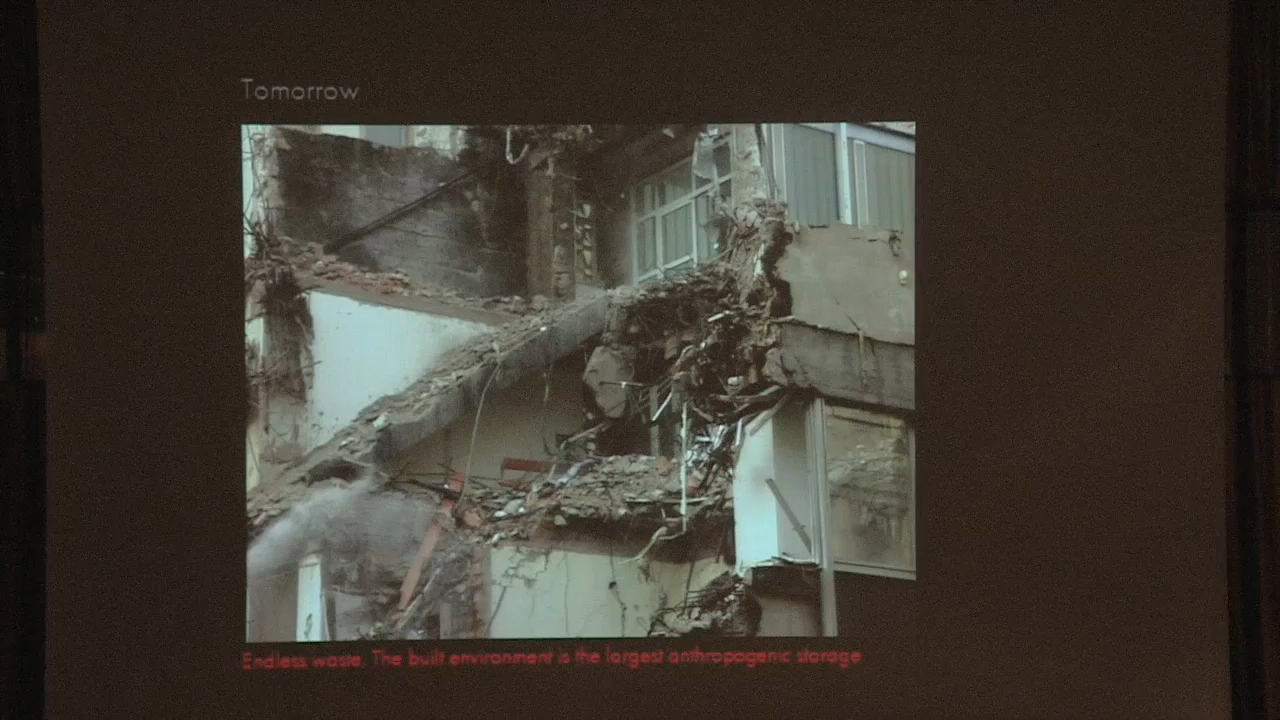 Tomorrow
Endless waste. The built environment is the largest anthropogenic storage